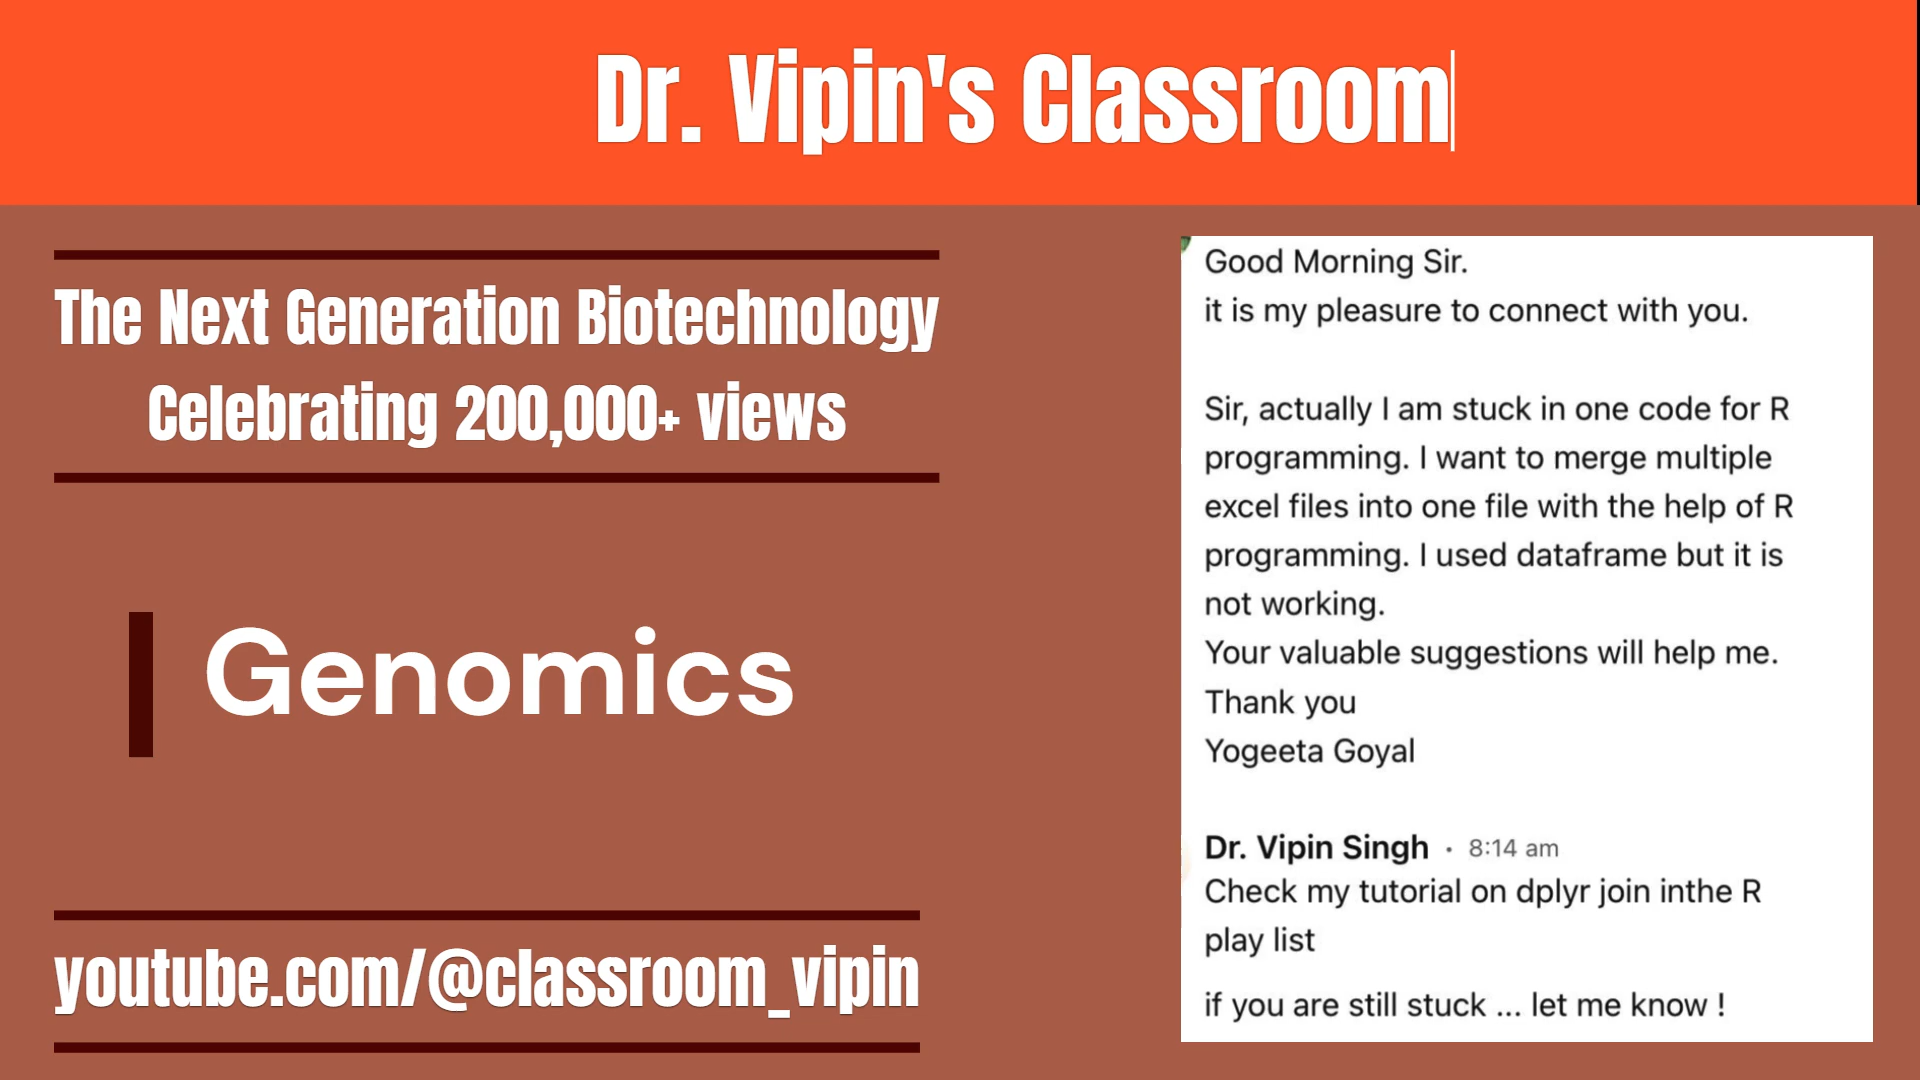 Dr. Vipin's Classroom
The Next Generation Biotechnology
Celebrating 200,000+ views
Genomics
youtube.com/@classroom_vipin
Good Morning Sir.
it is my pleasure to connect with you.
Sir, actually I am stuck in one code for R
programming. I want to merge multiple
excel files into one file with the help of R
programming. I used dataframe but it is
not working.
Your valuable suggestions will help me.
Thank you
Yogeeta Goyal
Dr. Vipin Singh • 8:14 am
Check my tutorial on dplyr join inthe R
play list
if you are still stuck ... let me know !